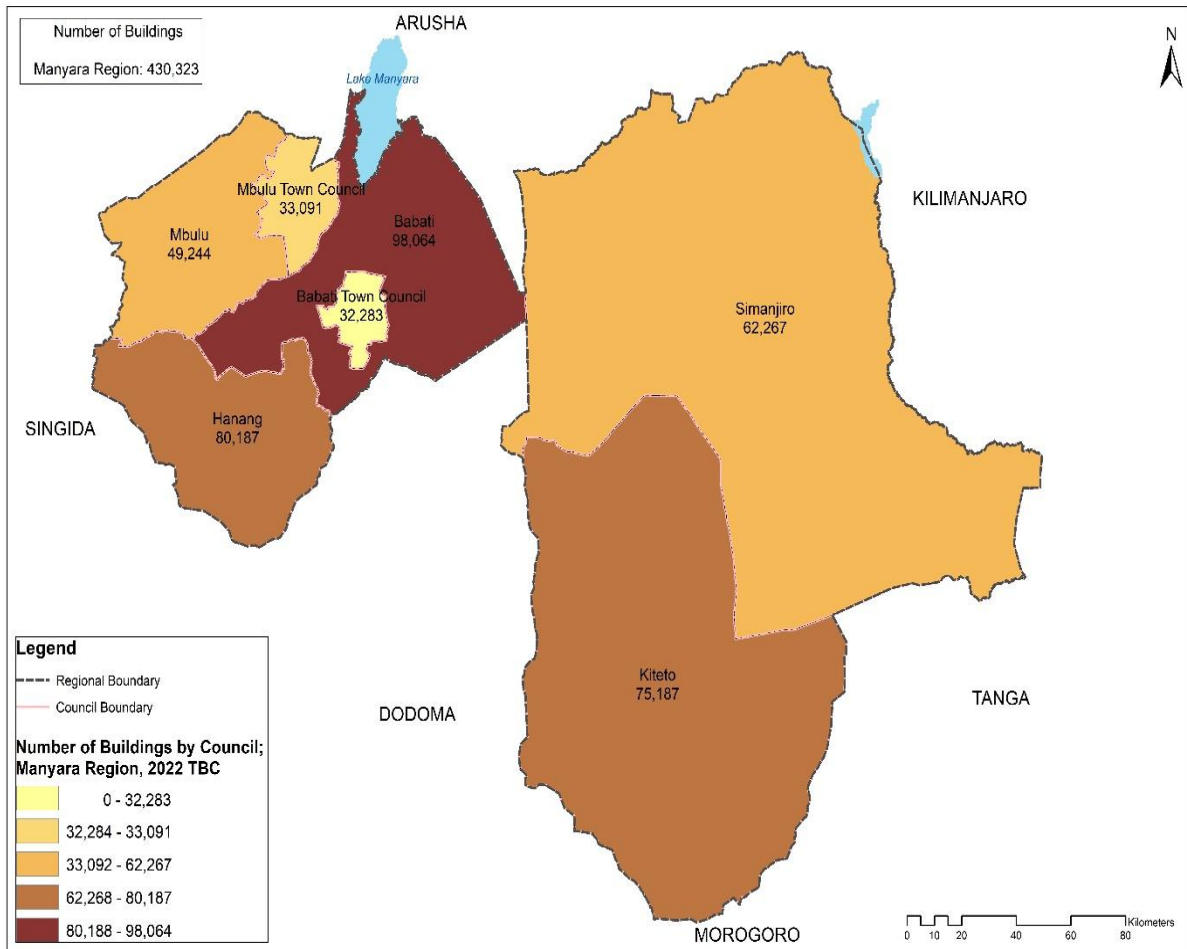 Number of Buildings
Manyara Region: 430,323
ARUSHA
N
Lake Manyara
KILIMANJARO
Mbulu Town Council
33,091
Mbulu
49,244
Babati
98,064
Babati Town Council
32,283
Simanjiro
62,267
Hanang
80,187
SINGIDA
Kiteto
75,187
DODOMA
TANGA
MOROGORO
Legend
Regional Boundary
Council Boundary
Number of Buildings by Council;
Manyara Region, 2022 TBC
0 - 32,283
32,284 - 33,091
33,092 - 62,267
62,268 - 80,187
80,188 - 98,064
Kilometers
0 10 20 40 60 80